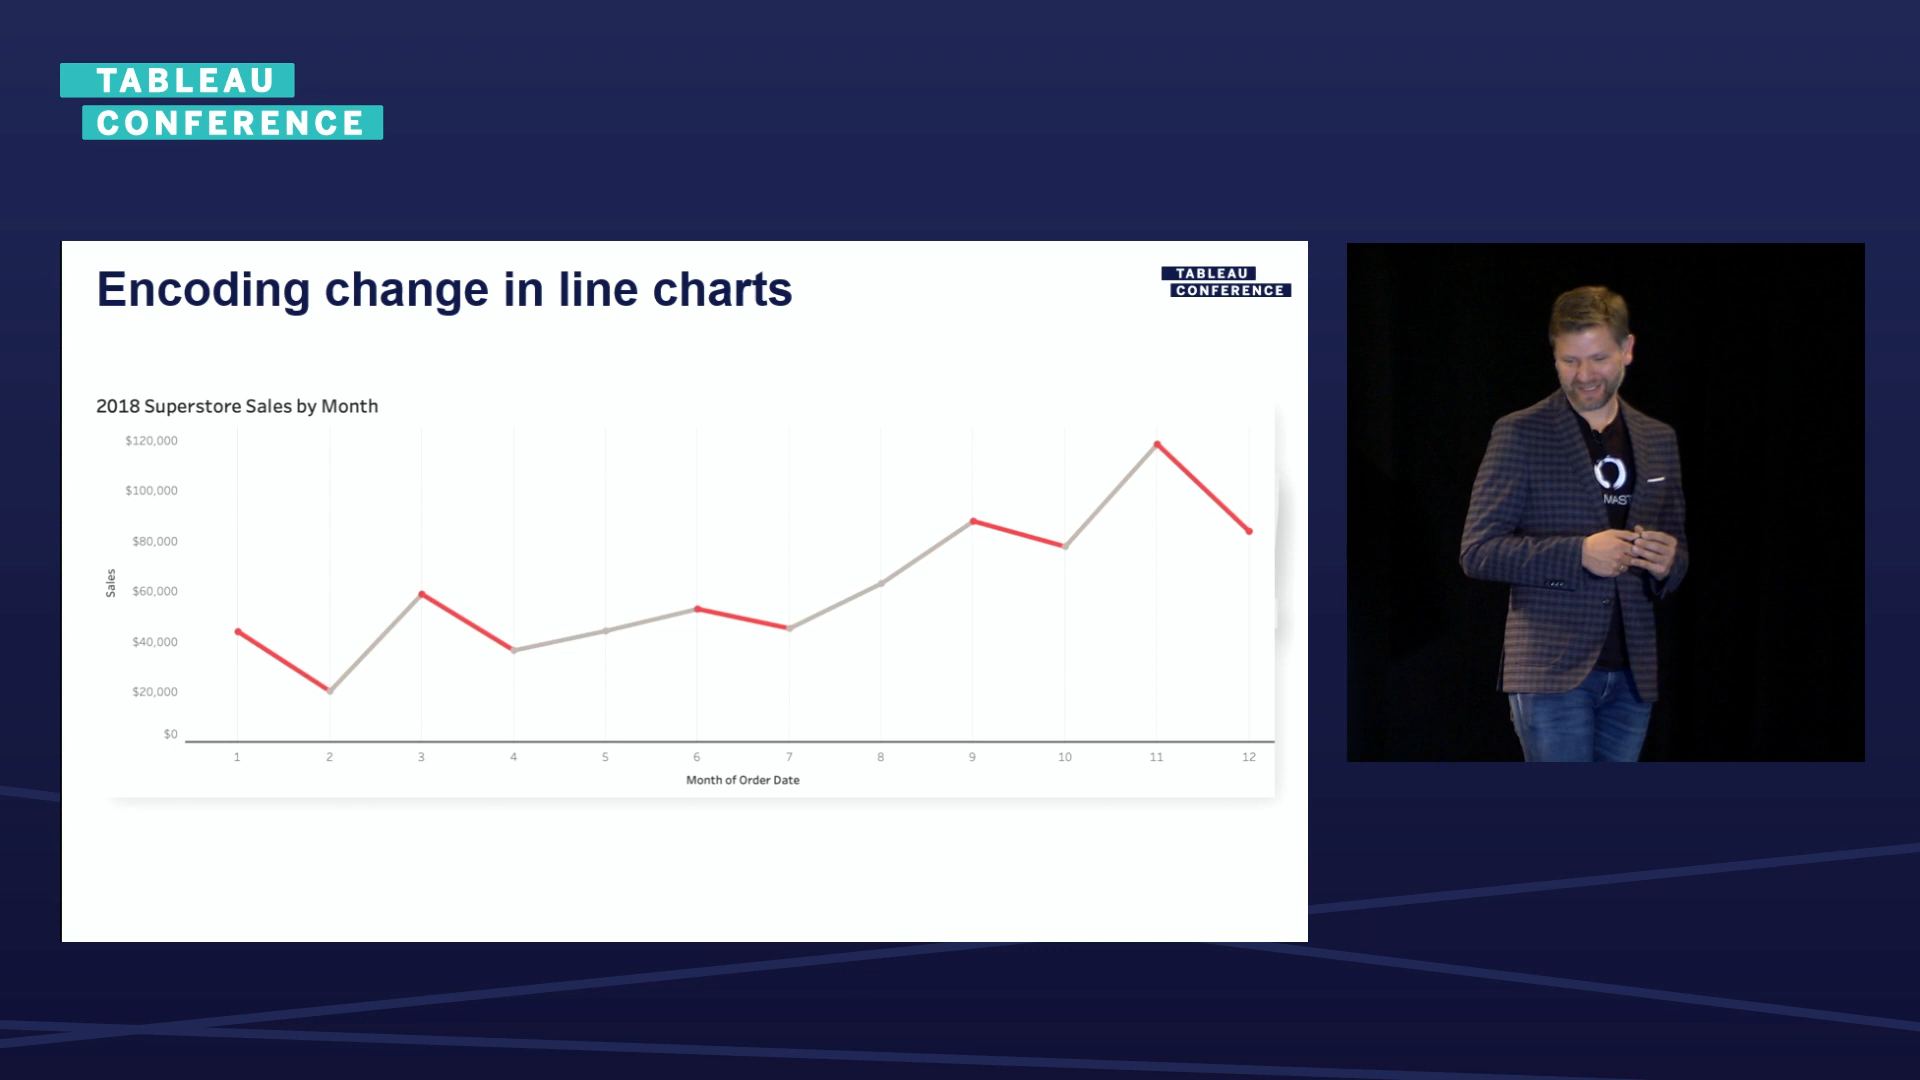 TABLEAU
CONFERENCE
Encoding change in line charts
TABLEAU
CONFERENCE
2018 Superstore Sales by Month
$120,000
$100,000
$80,000
$60,000
$40,000
$20,000
$0
Sales
1 2 3 4 5 6 7 8 9 10 11 12
Month of Order Date
MAST